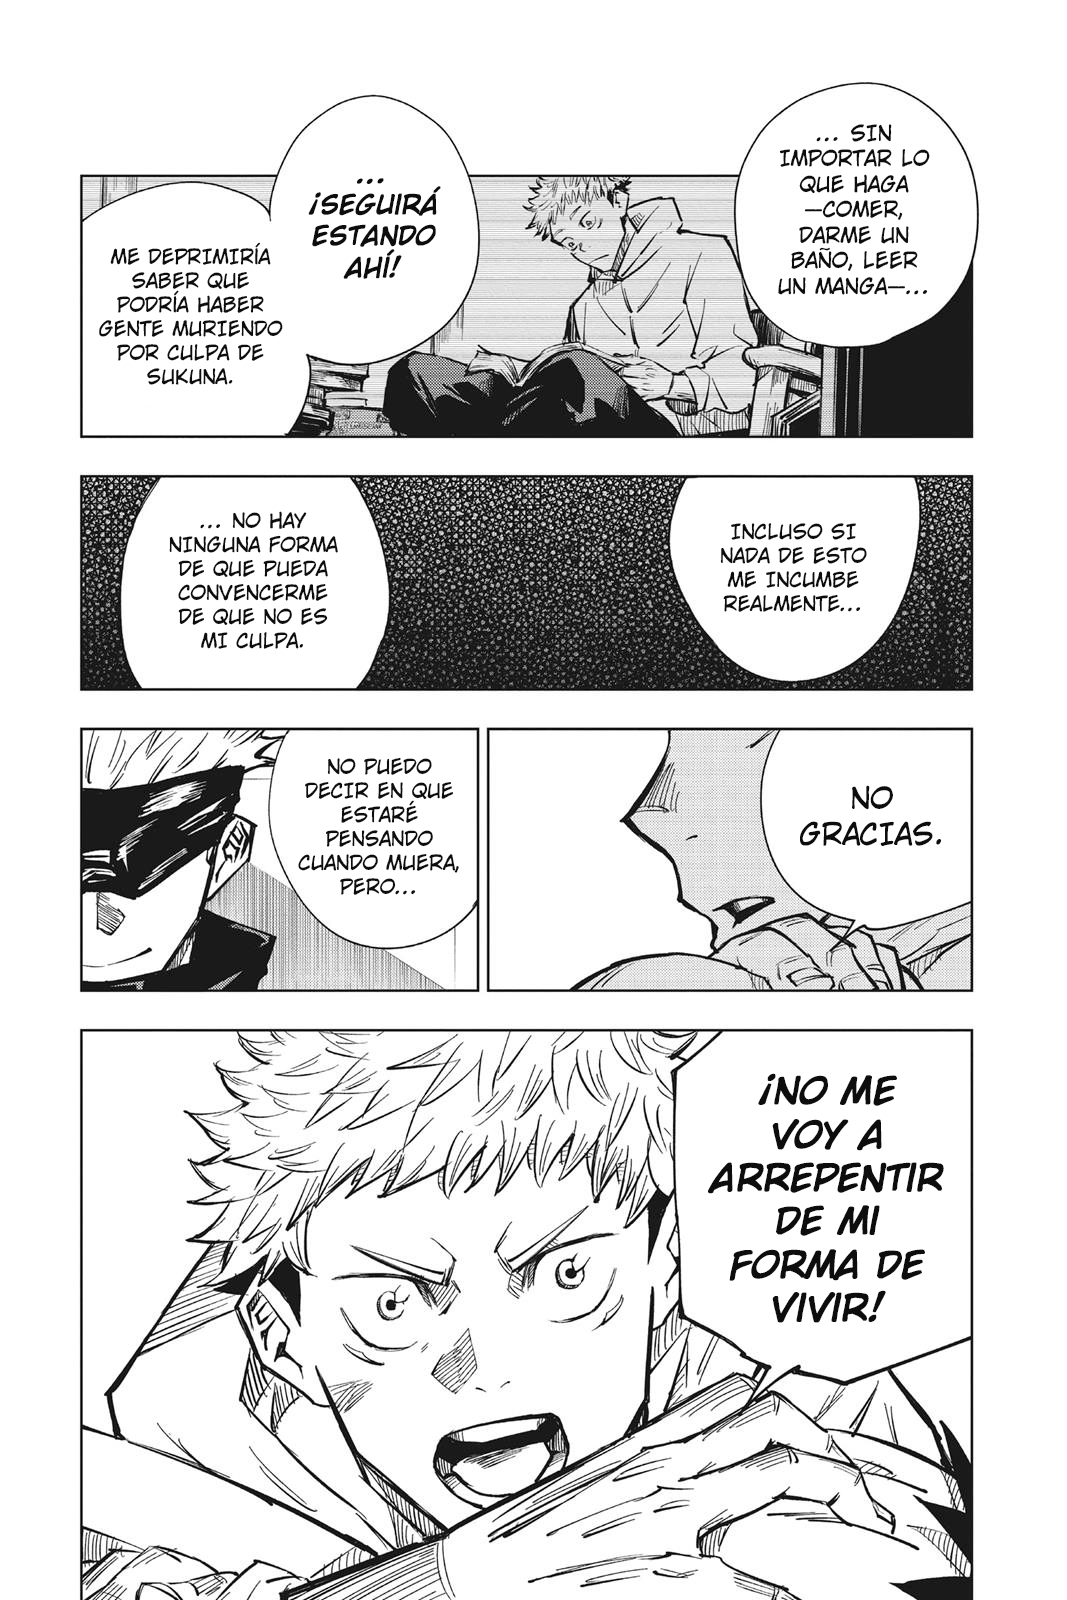 ... SIN
IMPORTAR LO
QUE HAGA
—COMER,
DARME UN
BAÑO, LEER
UN MANGA—...
...
¡SEGUIRÁ
ESTANDO
AHÍ!
ME DEPRIMIRÍA
SABER QUE
PODRÍA HABER
GENTE MURIENDO
POR CULPA DE
SUKUNA.
INCLUSO SI
NADA DE ESTO
ME INCUMBE
REALMENTE...
... NO HAY
NINGUNA FORMA
DE QUE PUEDA
CONVENCERME
DE QUE NO ES
MI CULPA.
NO
GRACIAS.
NO PUEDO
DECIR EN QUE
ESTARÉ
PENSANDO
CUANDO MUERA,
PERO...
¡NO ME
VOY A
ARREPENTIR
DE MI
FORMA DE
VIVIR!